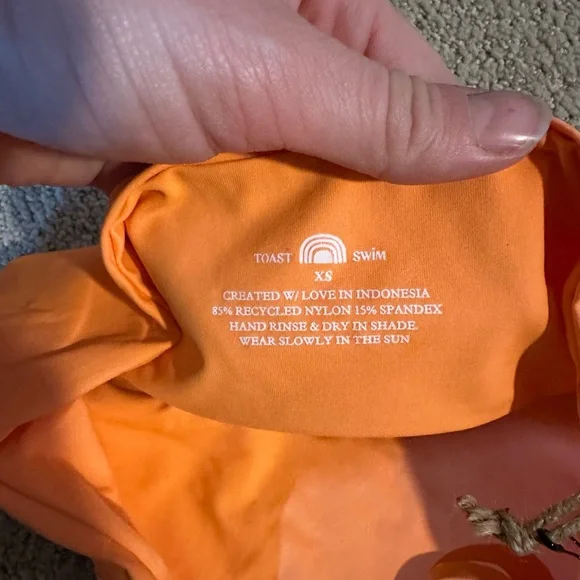 TOAST SWiM
XS
CREATED W/ LOVE IN INDONESIA
85% RECYCLED NYLON 15% SPANDEX
HAND RINSE & DRY IN SHADE.
WEAR SLOWLY IN THE SUN